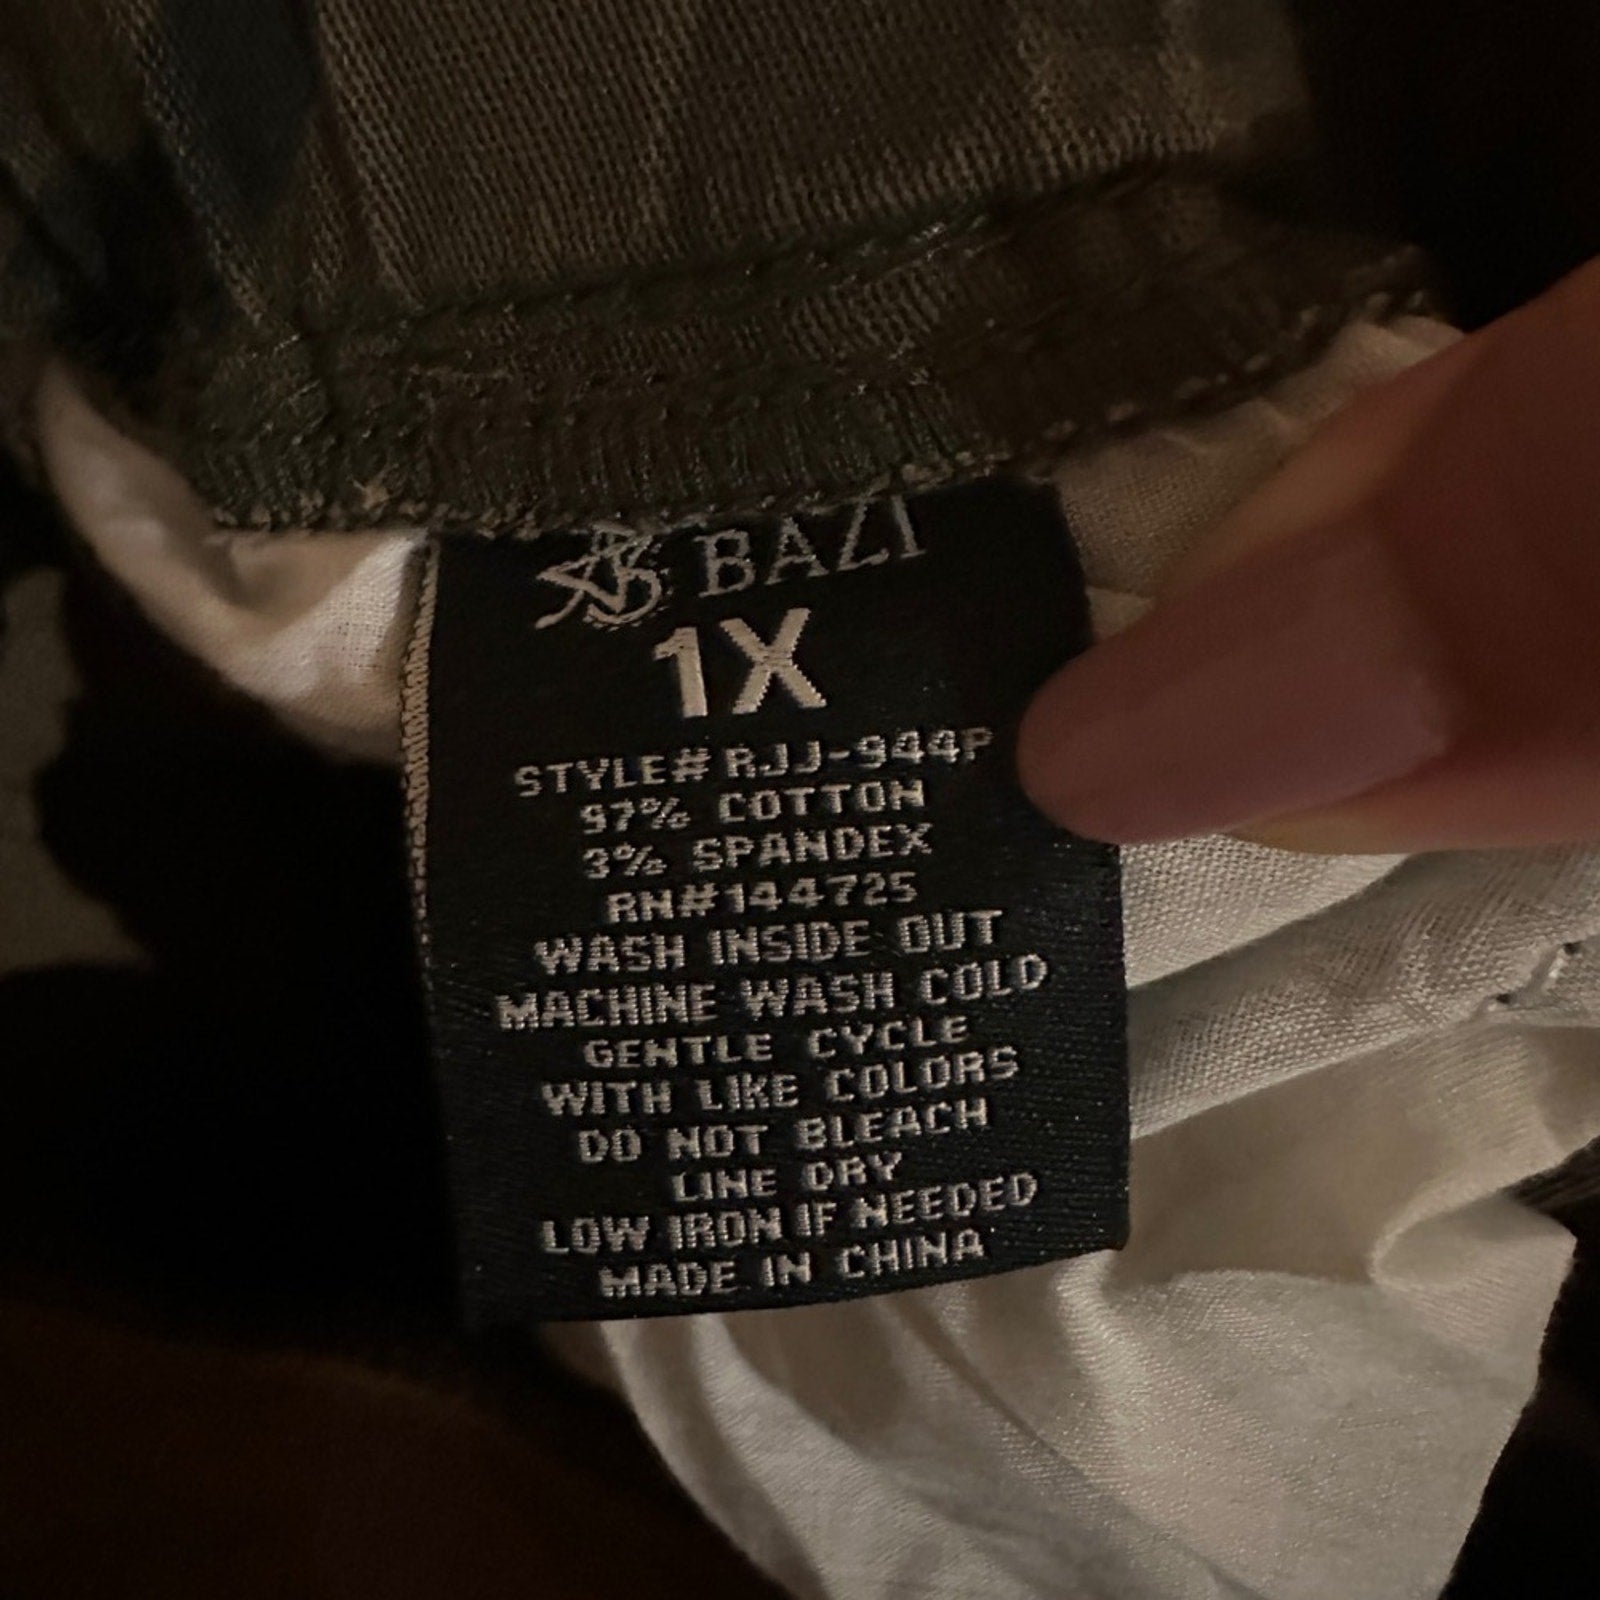 BAZI
1X
STYLE# RJJ-944P
97% COTTON
3% SPANDEX
RN#144725
WASH INSIDE OUT
MACHINE WASH COLD
GENTLE CYCLE
WITH LIKE COLORS
DO NOT BLEACH
LINE DRY
LOW IRON IF NEEDED
MADE IN CHINA